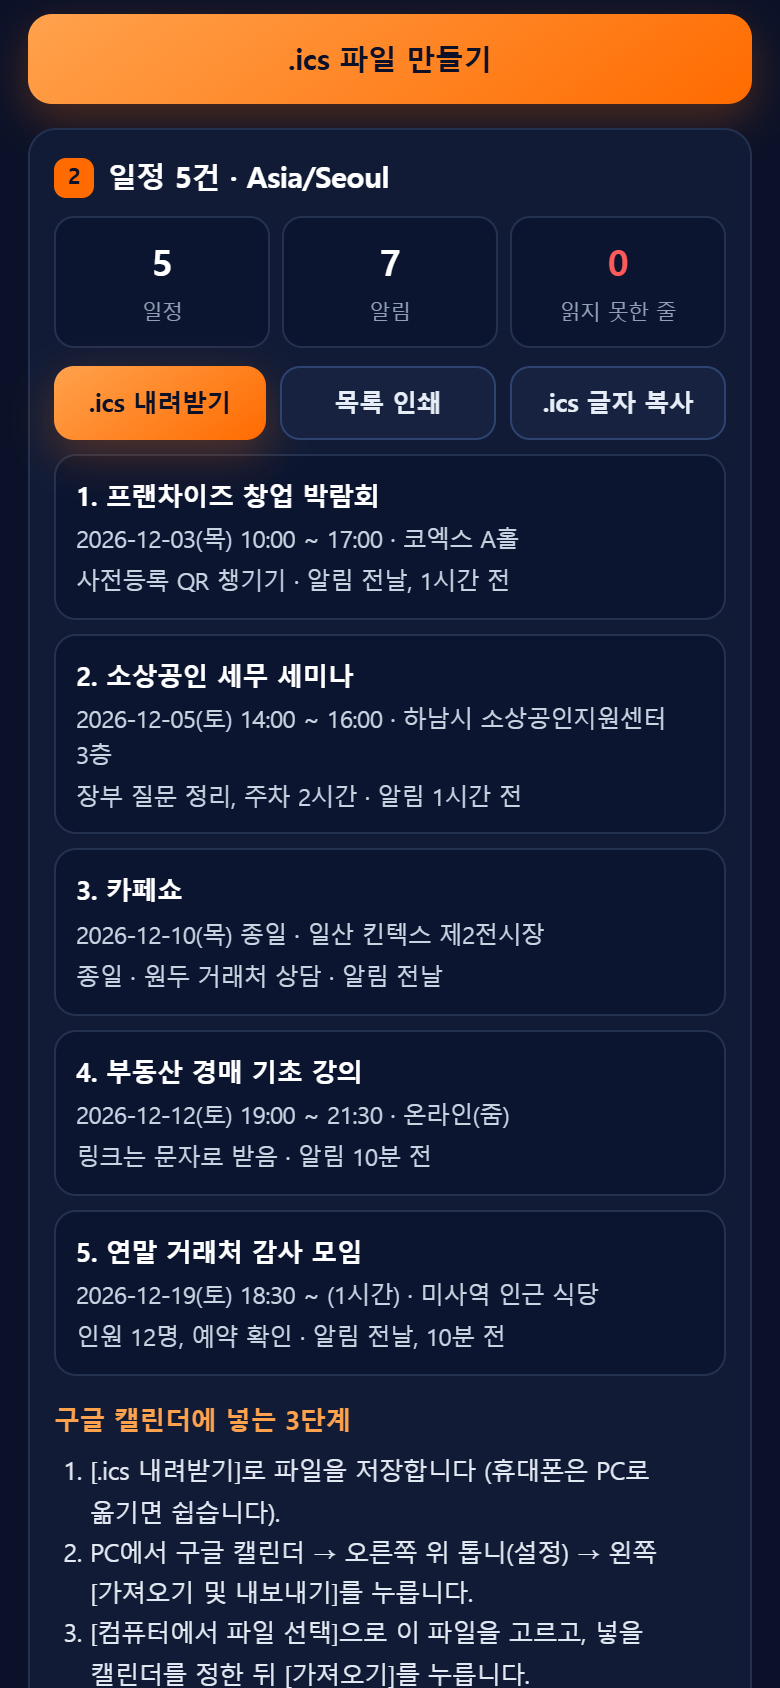 .ics 파일 만들기
2 일정 5건 · Asia/Seoul
5
일정
7
알림
0
읽지 못한 줄
.ics 내려받기
목록 인쇄
.ics 글자 복사
1. 프랜차이즈 창업 박람회
2026-12-03(목) 10:00 ~ 17:00 · 코엑스 A홀
사전등록 QR 챙기기 · 알림 전날, 1시간 전
2. 소상공인 세무 세미나
2026-12-05(토) 14:00 ~ 16:00 · 하남시 소상공인지원센터
3층
장부 질문 정리, 주차 2시간 · 알림 1시간 전
3. 카페쇼
2026-12-10(목) 종일 · 일산 킨텍스 제2전시장
종일 · 원두 거래처 상담 · 알림 전날
4. 부동산 경매 기초 강의
2026-12-12(토) 19:00 ~ 21:30 · 온라인(줌)
링크는 문자로 받음 · 알림 10분 전
5. 연말 거래처 감사 모임
2026-12-19(토) 18:30 ~ (1시간) · 미사역 인근 식당
인원 12명, 예약 확인 · 알림 전날, 10분 전
구글 캘린더에 넣는 3단계
1. [.ics 내려받기]로 파일을 저장합니다 (휴대폰은 PC로
옮기면 쉽습니다).
2. PC에서 구글 캘린더 → 오른쪽 위 톱니(설정) → 왼쪽
[가져오기 및 내보내기]를 누릅니다.
3. [컴퓨터에서 파일 선택]으로 이 파일을 고르고, 넣을
캘린더를 정한 뒤 [가져오기]를 누릅니다.